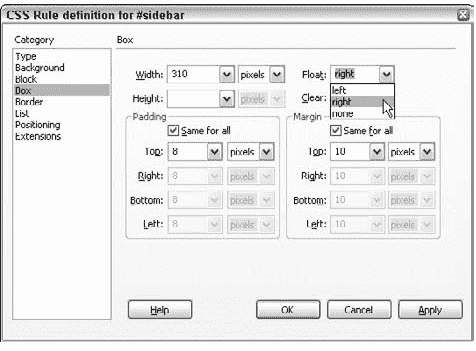 CSS Rule definition for #sidebar
Category
Box
Type
Background
Block
Box
Border
List
Positioning
Extensions
Width: 310 pixels Float: right
left
right
none
Height: pixels Clear:
Padding Margin
Same for all Same for all
Top: 8 pixels Top: 10 pixels
Right: 8 pixels Right: 10 pixels
Bottom: 8 pixels Bottom: 10 pixels
Left: 8 pixels Left: 10 pixels
Help OK Cancel Apply